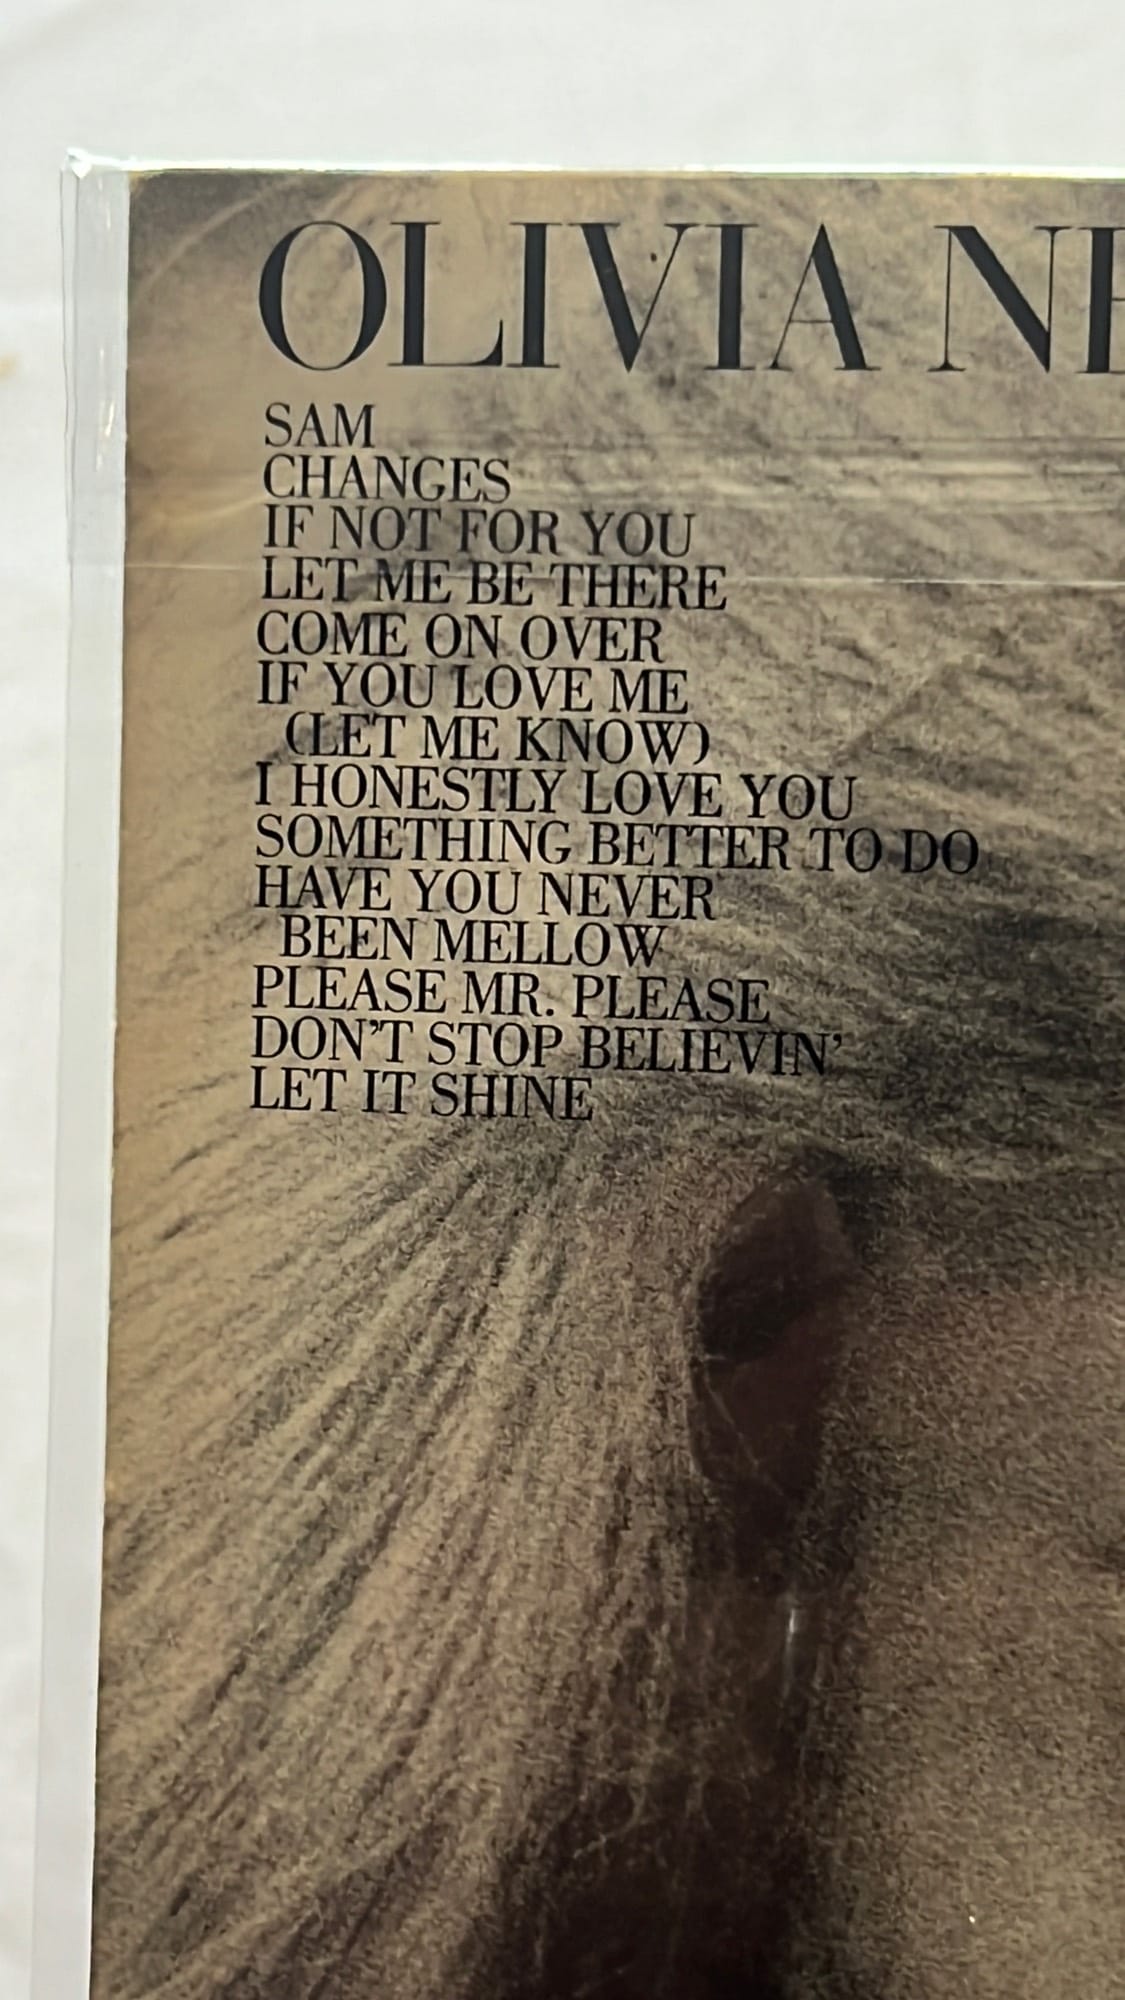 OLIVIA NE
SAM
CHANGES
IF NOT FOR YOU
LET ME BE THERE
COME ON OVER
IF YOU LOVE ME
(LET ME KNOW)
I HONESTLY LOVE YOU
SOMETHING BETTER TO DO
HAVE YOU NEVER
BEEN MELLOW
PLEASE MR. PLEASE
DON'T STOP BELIEVIN'
LET IT SHINE